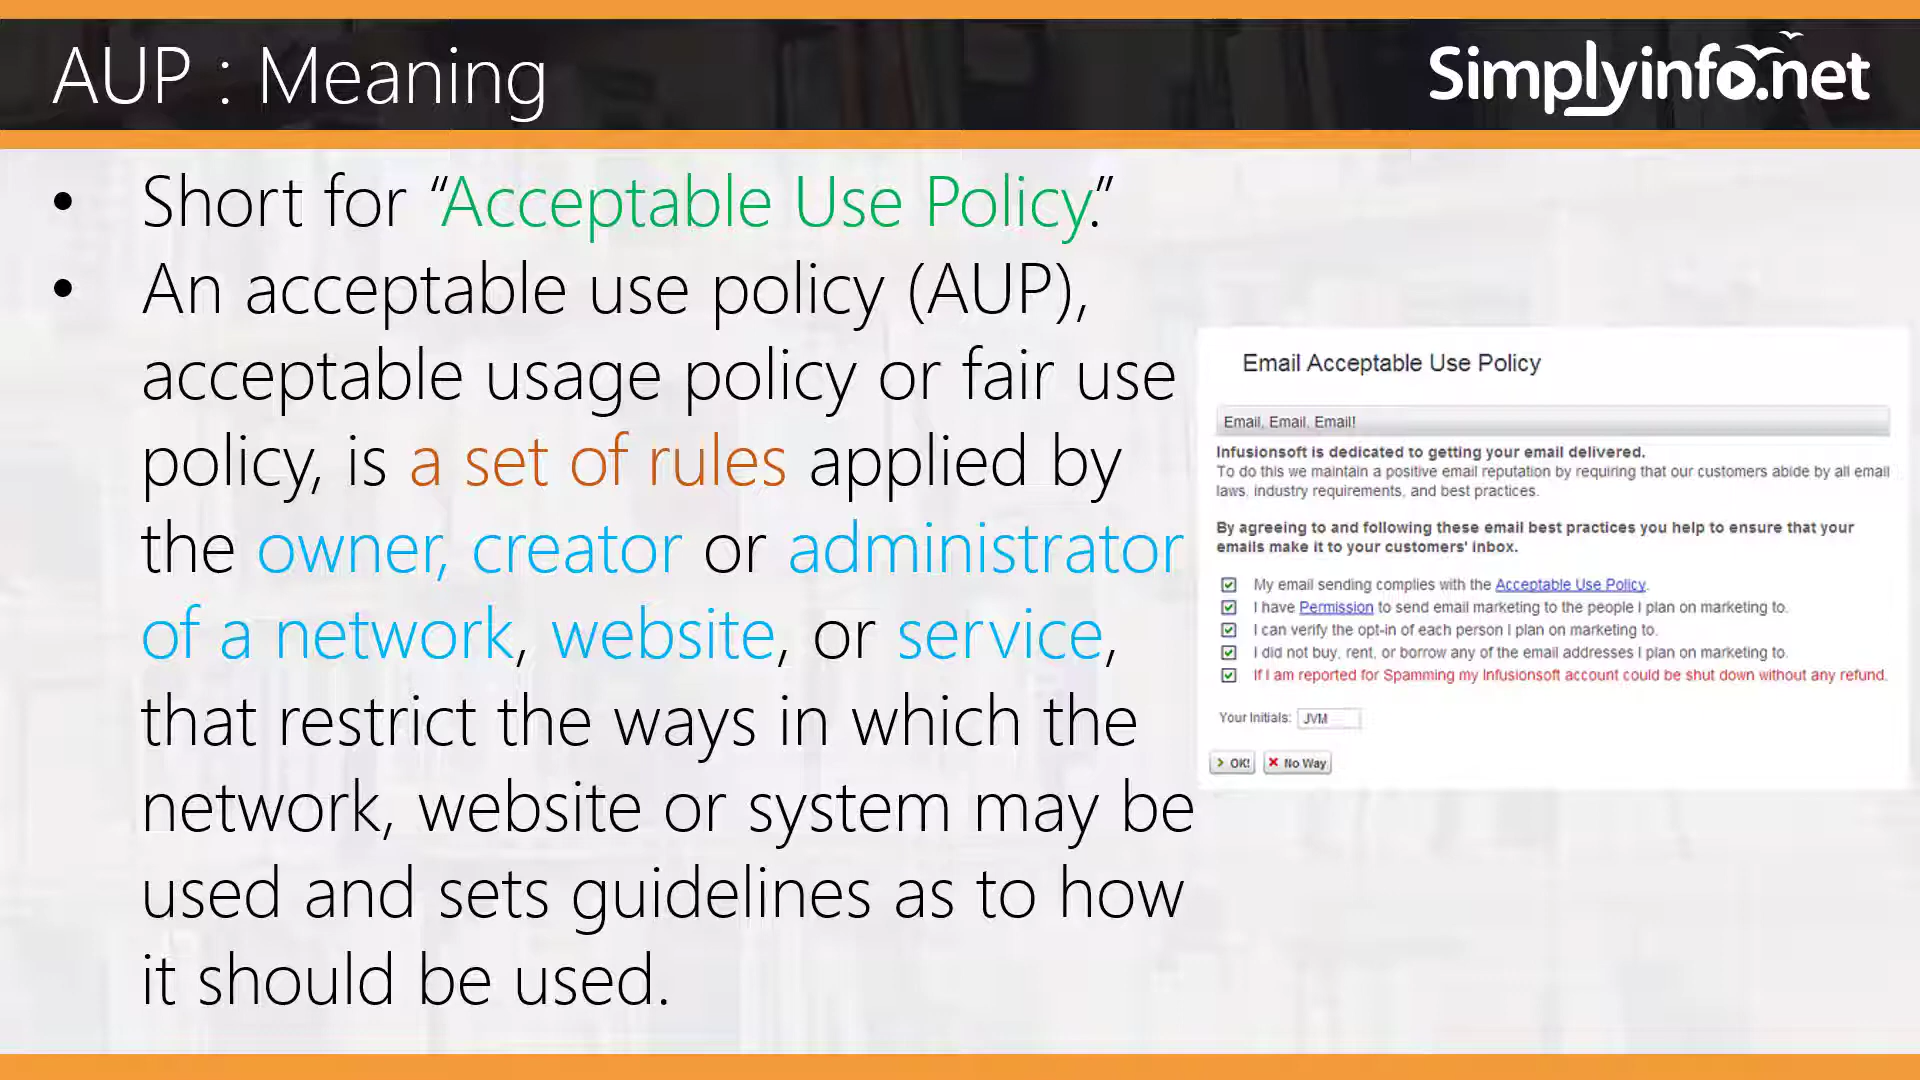 AUP : Meaning
Simplyinfo.net
• Short for “Acceptable Use Policy.”
• An acceptable use policy (AUP),
acceptable usage policy or fair use
policy, is a set of rules applied by
the owner, creator or administrator
of a network, website, or service,
that restrict the ways in which the
network, website or system may be
used and sets guidelines as to how
it should be used.
Email Acceptable Use Policy
Email, Email, Email!
Infusionsoft is dedicated to getting your email delivered.
To do this we maintain a positive email reputation by requiring that our customers abide by all email
laws, industry requirements, and best practices.
By agreeing to and following these email best practices you help to ensure that your
emails make it to your customers' inbox.
My email sending complies with the Acceptable Use Policy.
I have Permission to send email marketing to the people I plan on marketing to.
I can verify the opt-in of each person I plan on marketing to.
I did not buy, rent, or borrow any of the email addresses I plan on marketing to.
If I am reported for Spamming my Infusionsoft account could be shut down without any refund.
Your Initials: JVM
OK! No Way